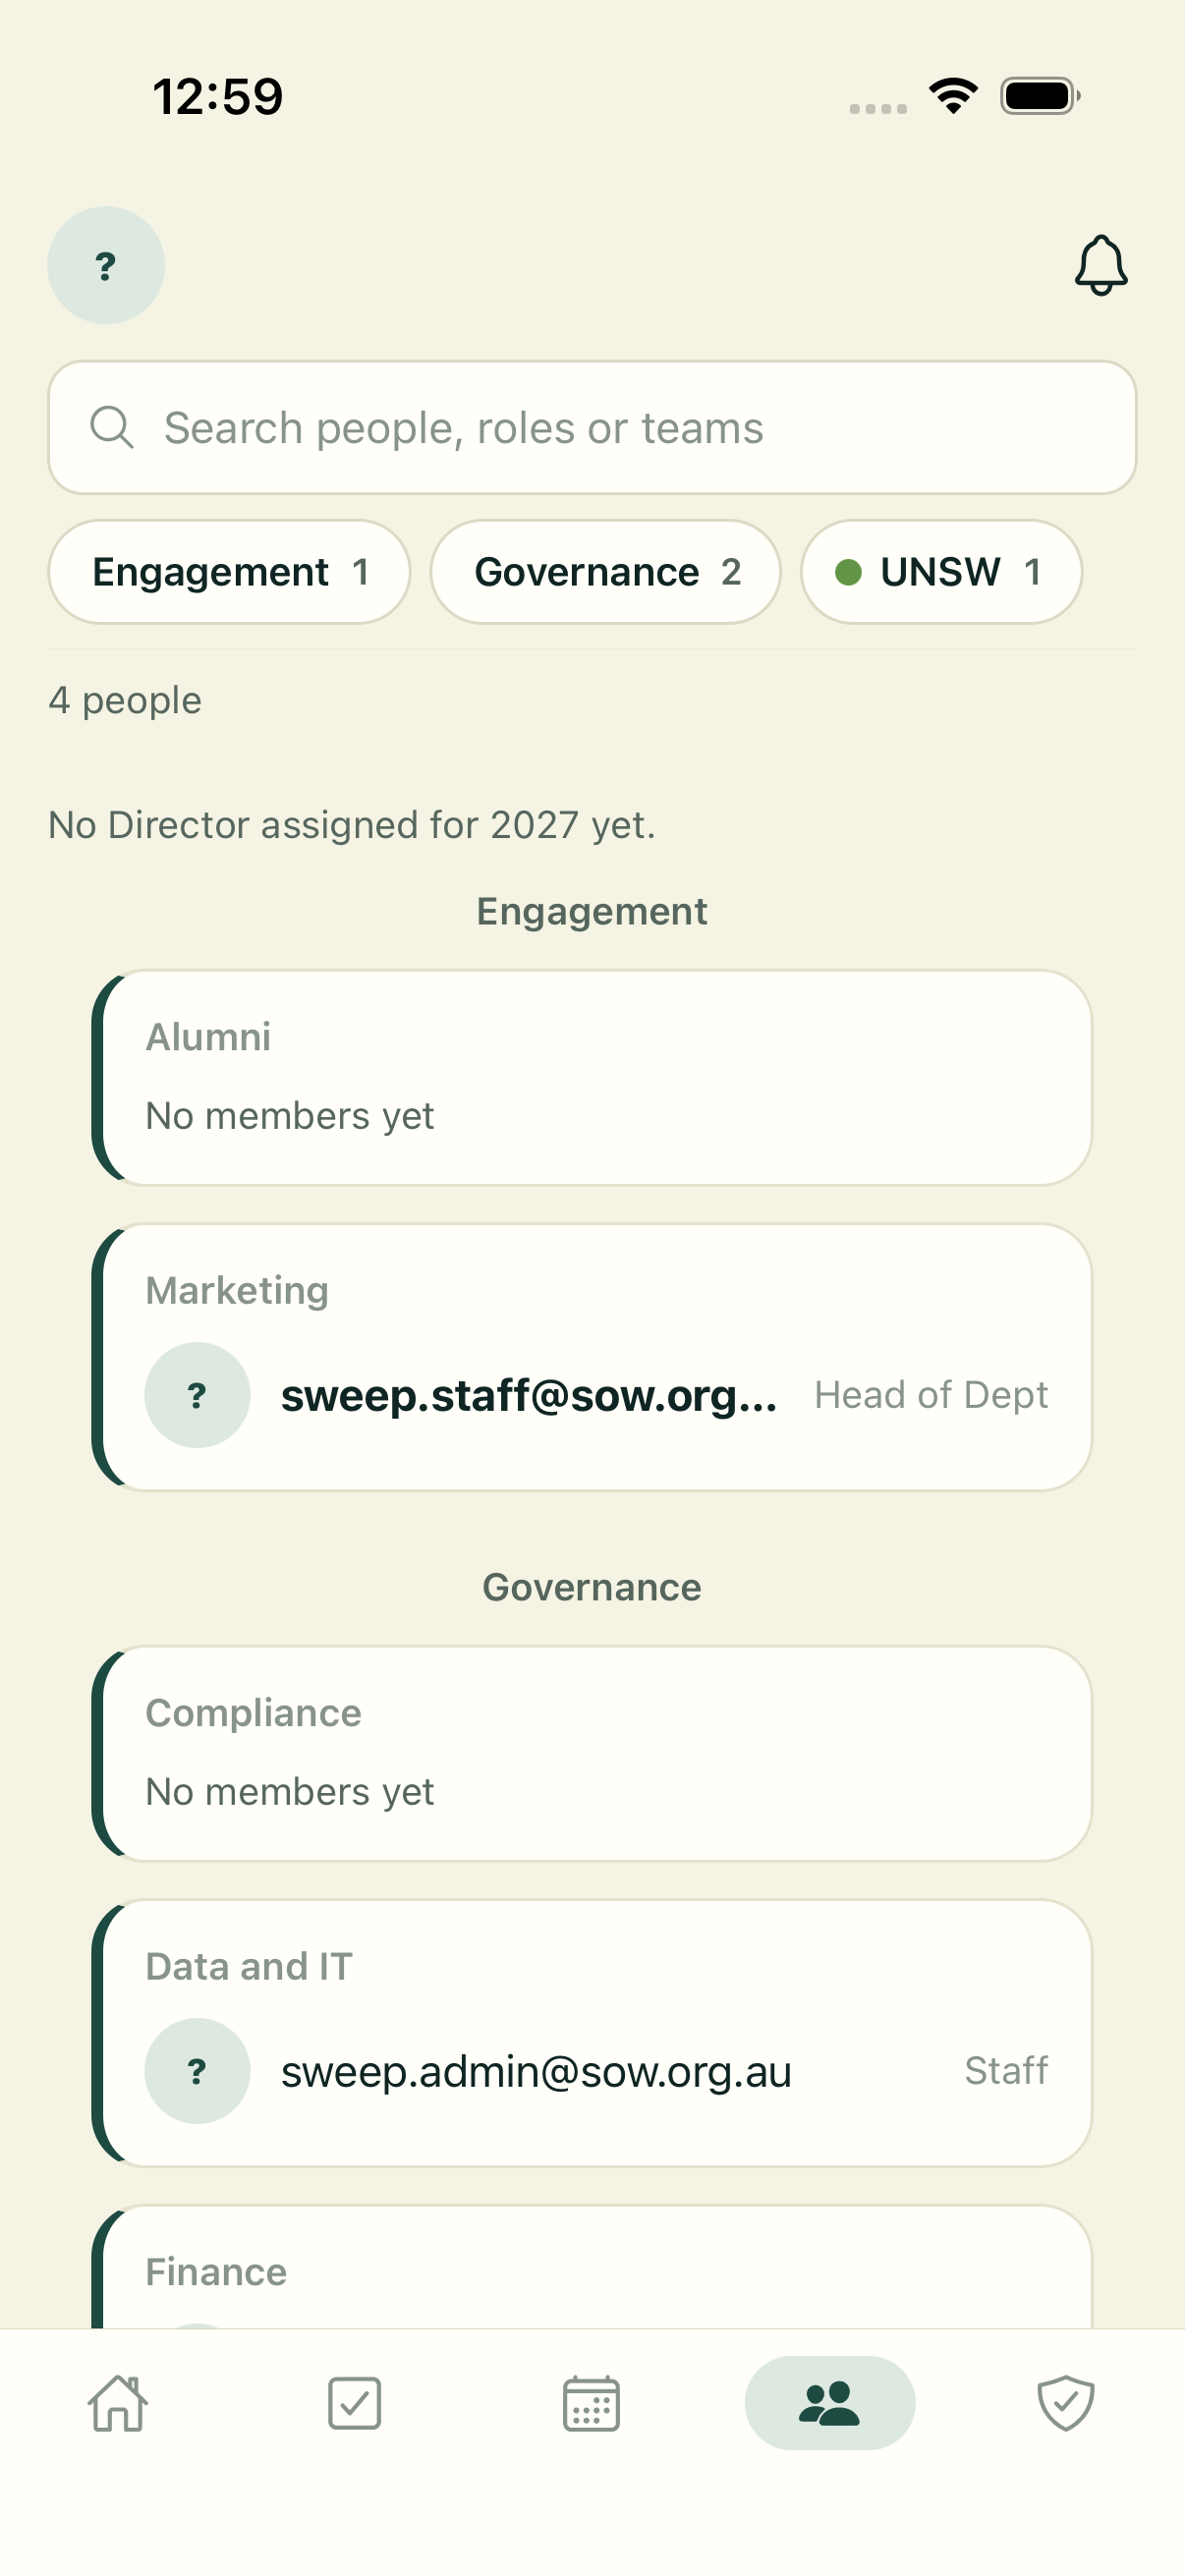 12:59
?
Search people, roles or teams
Engagement 1 Governance 2 UNSW 1
4 people
No Director assigned for 2027 yet.
Engagement
Alumni
No members yet
Marketing
? sweep.staff@sow.org... Head of Dept
Governance
Compliance
No members yet
Data and IT
? sweep.admin@sow.org.au Staff
Finance